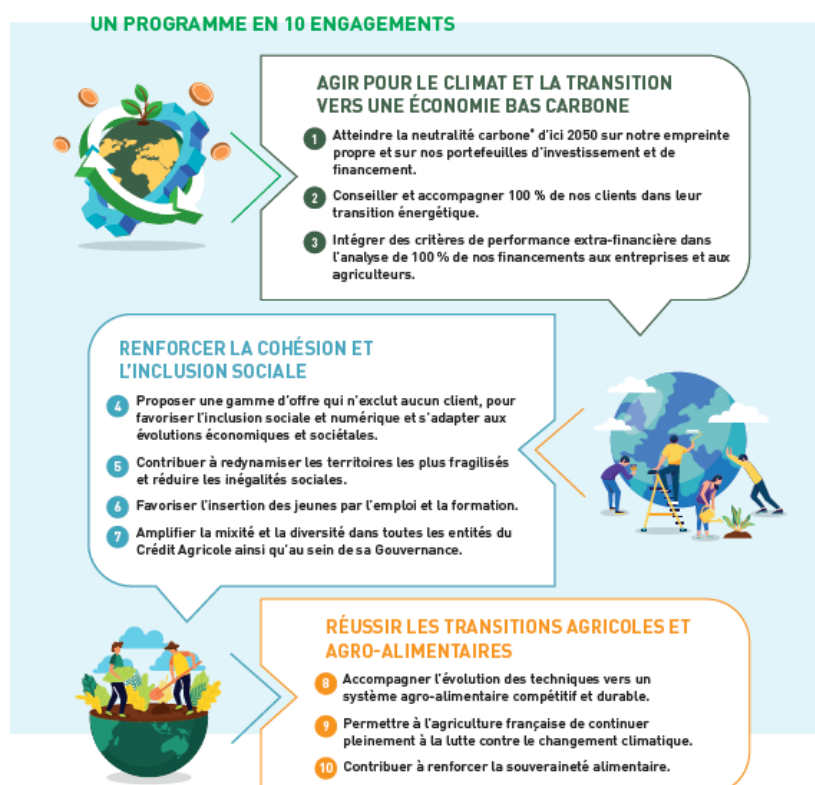 UN PROGRAMME EN 10 ENGAGEMENTS
AGIR POUR LE CLIMAT ET LA TRANSITION
VERS UNE ÉCONOMIE BAS CARBONE
1 Atteindre la neutralité carbone* d'ici 2050 sur notre empreinte
propre et sur nos portefeuilles d'investissement et de
financement.
2 Conseiller et accompagner 100 % de nos clients dans leur
transition énergétique.
3 Intégrer des critères de performance extra-financière dans
l'analyse de 100 % de nos financements aux entreprises et aux
agriculteurs.
RENFORCER LA COHÉSION ET
L'INCLUSION SOCIALE
4 Proposer une gamme d'offre qui n'exclut aucun client, pour
favoriser l'inclusion sociale et numérique et s'adapter aux
évolutions économiques et sociétales.
5 Contribuer à redynamiser les territoires les plus fragilisés
et réduire les inégalités sociales.
6 Favoriser l'insertion des jeunes par l'emploi et la formation.
7 Amplifier la mixité et la diversité dans toutes les entités du
Crédit Agricole ainsi qu'au sein de sa Gouvernance.
RÉUSSIR LES TRANSITIONS AGRICOLES ET
AGRO-ALIMENTAIRES
8 Accompagner l'évolution des techniques vers un
système agro-alimentaire compétitif et durable.
9 Permettre à l'agriculture française de continuer
pleinement à la lutte contre le changement climatique.
10 Contribuer à renforcer la souveraineté alimentaire.